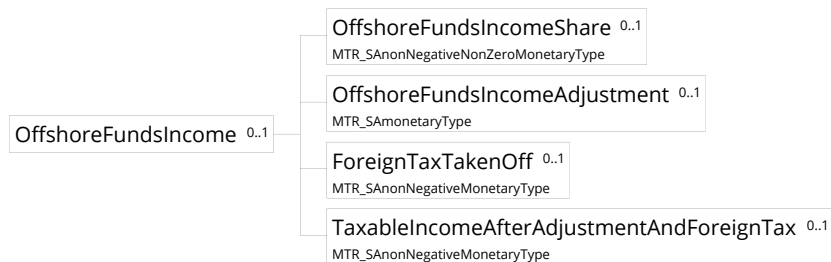 OffshoreFundsIncomeShare 0..1
MTR_SAnonNegativeNonZeroMonetaryType
OffshoreFundsIncomeAdjustment 0..1
MTR_SAmonetaryType
OffshoreFundsIncome 0..1
ForeignTaxTakenOff 0..1
MTR_SAnonNegativeMonetaryType
TaxableIncomeAfterAdjustmentAndForeignTax 0..1
MTR_SAnonNegativeMonetaryType